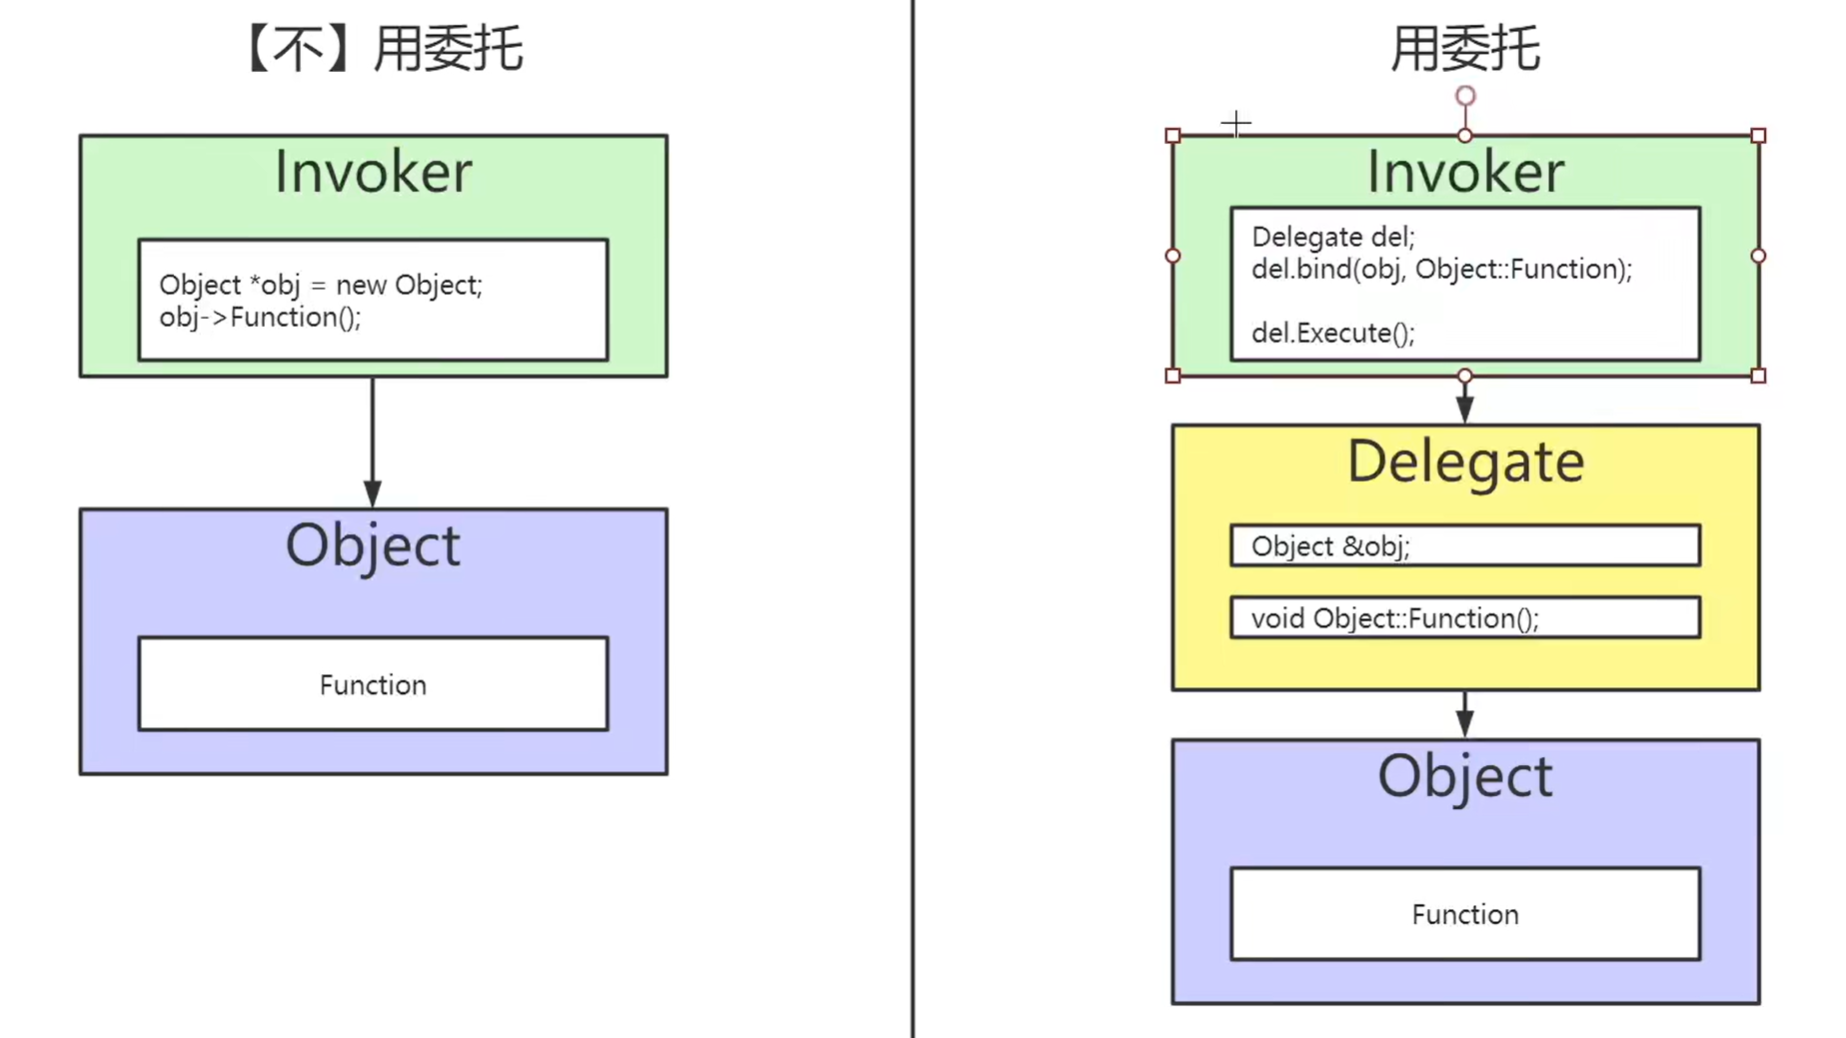 【不】用委托
Invoker
Object *obj = new Object;
obj->Function();
Object
Function
用委托
Invoker
Delegate del;
del.bind(obj, Object::Function);
del.Execute();
Delegate
Object &obj;
void Object::Function();
Object
Function